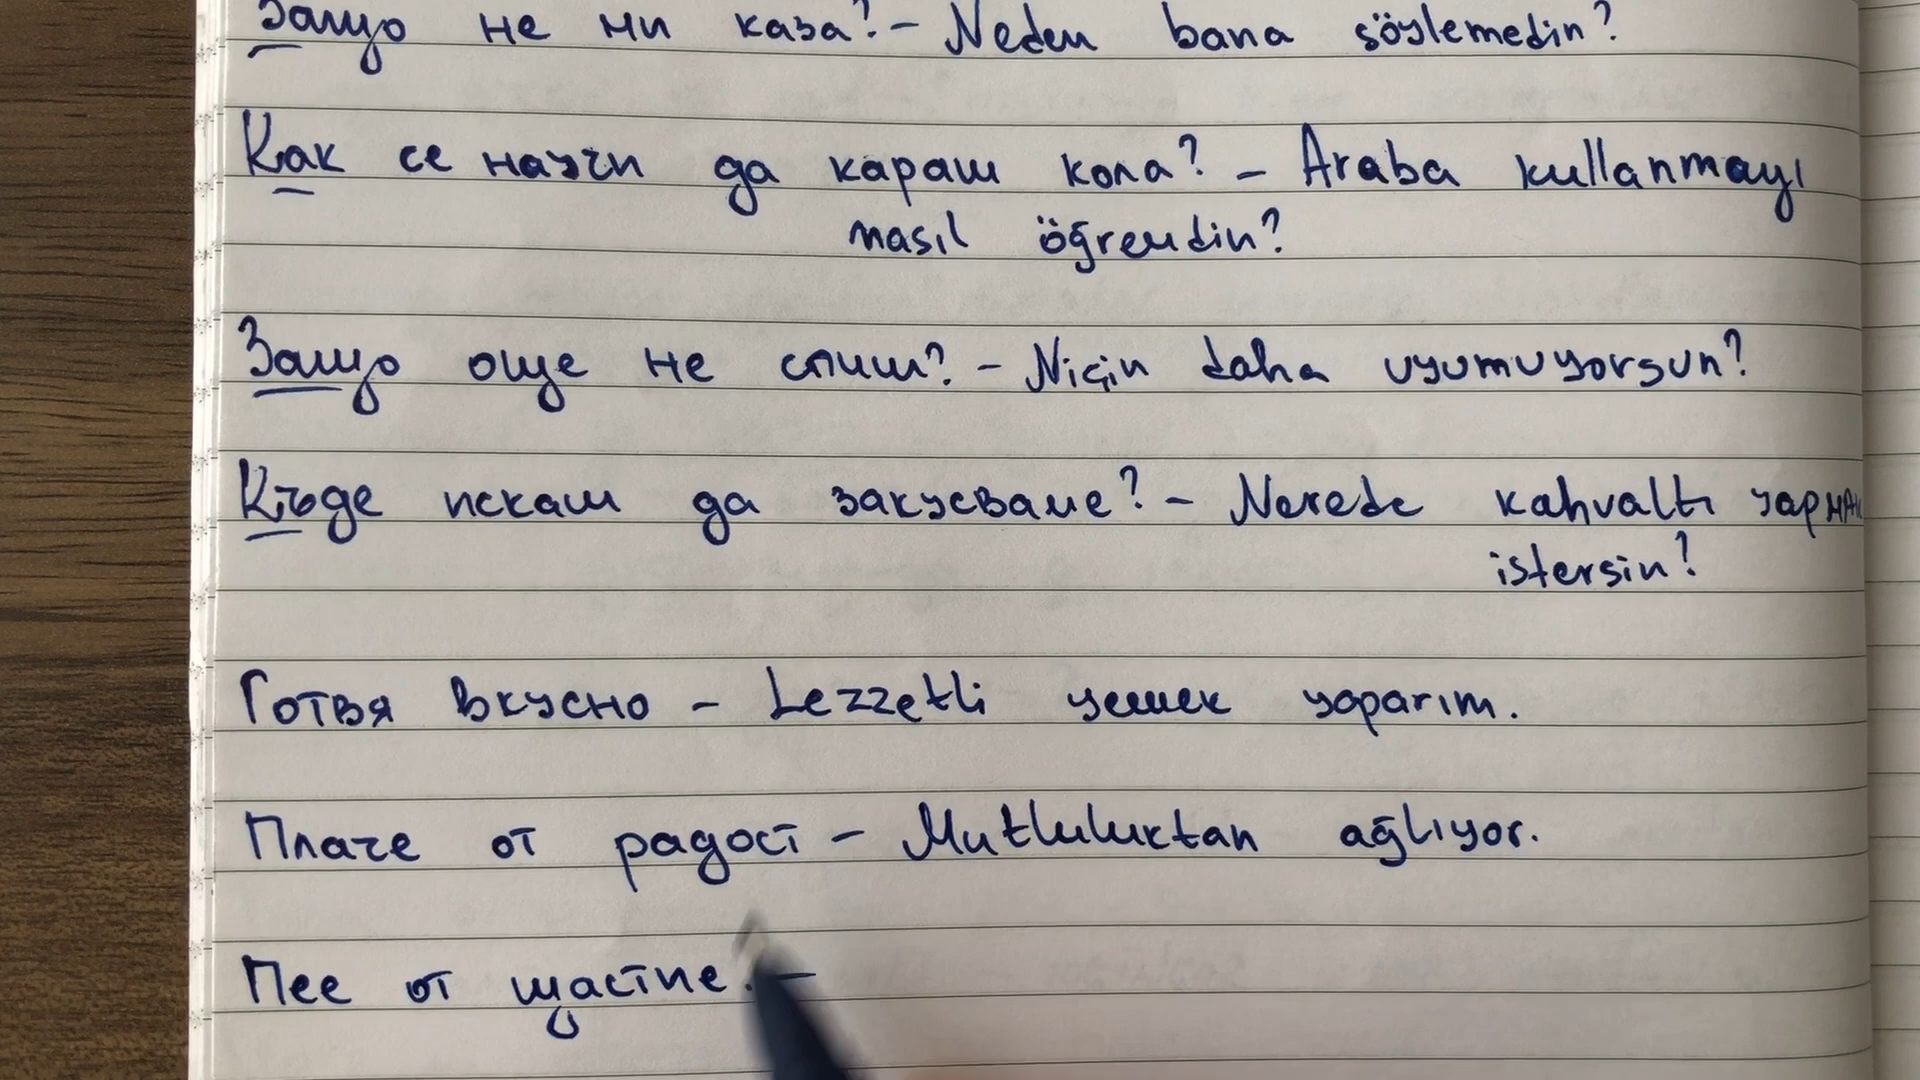 Защо не ми каза? - Neden bana söylemedin?
Как се научи да караш кола? - Araba kullanmayı
nasıl öğrendin?
Защо още не спиш? - Niçin daha uyumuyorsun?
Къде искаш да закусваме? - Nerede kahvaltı yapmak
istersin?
Готвя вкусно - Lezzetli yemek yaparım.
Плаче от радост - Mutluluktan ağlıyor.
Пее от щастие. -